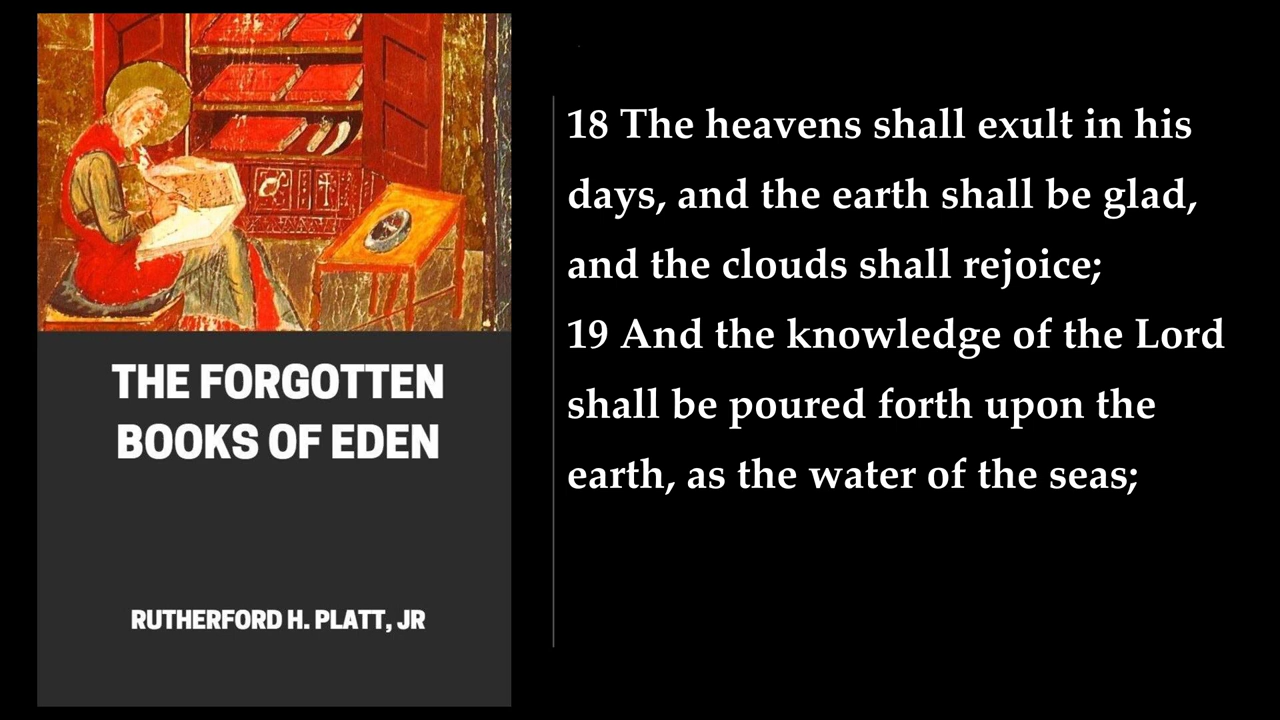 THE FORGOTTEN
BOOKS OF EDEN
RUTHERFORD H. PLATT, JR
18 The heavens shall exult in his
days, and the earth shall be glad,
and the clouds shall rejoice;
19 And the knowledge of the Lord
shall be poured forth upon the
earth, as the water of the seas;